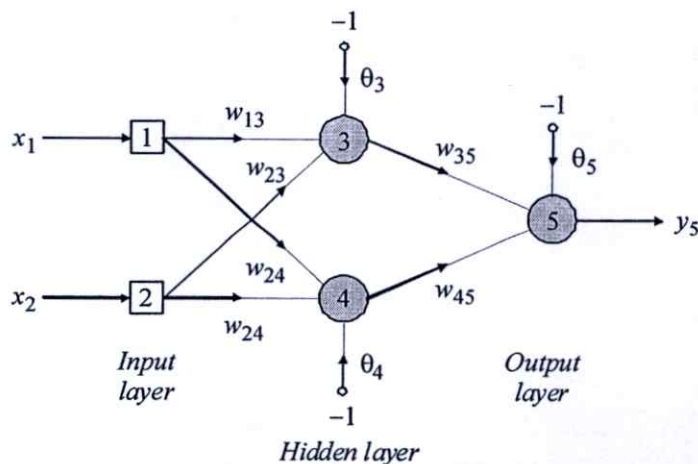 −1
θ3
x1
1
w13
3
w35
−1
θ5
w23
5
y5
w24
x2
2
w24
4
w45
θ4
−1
Input
layer
Hidden layer
Output
layer